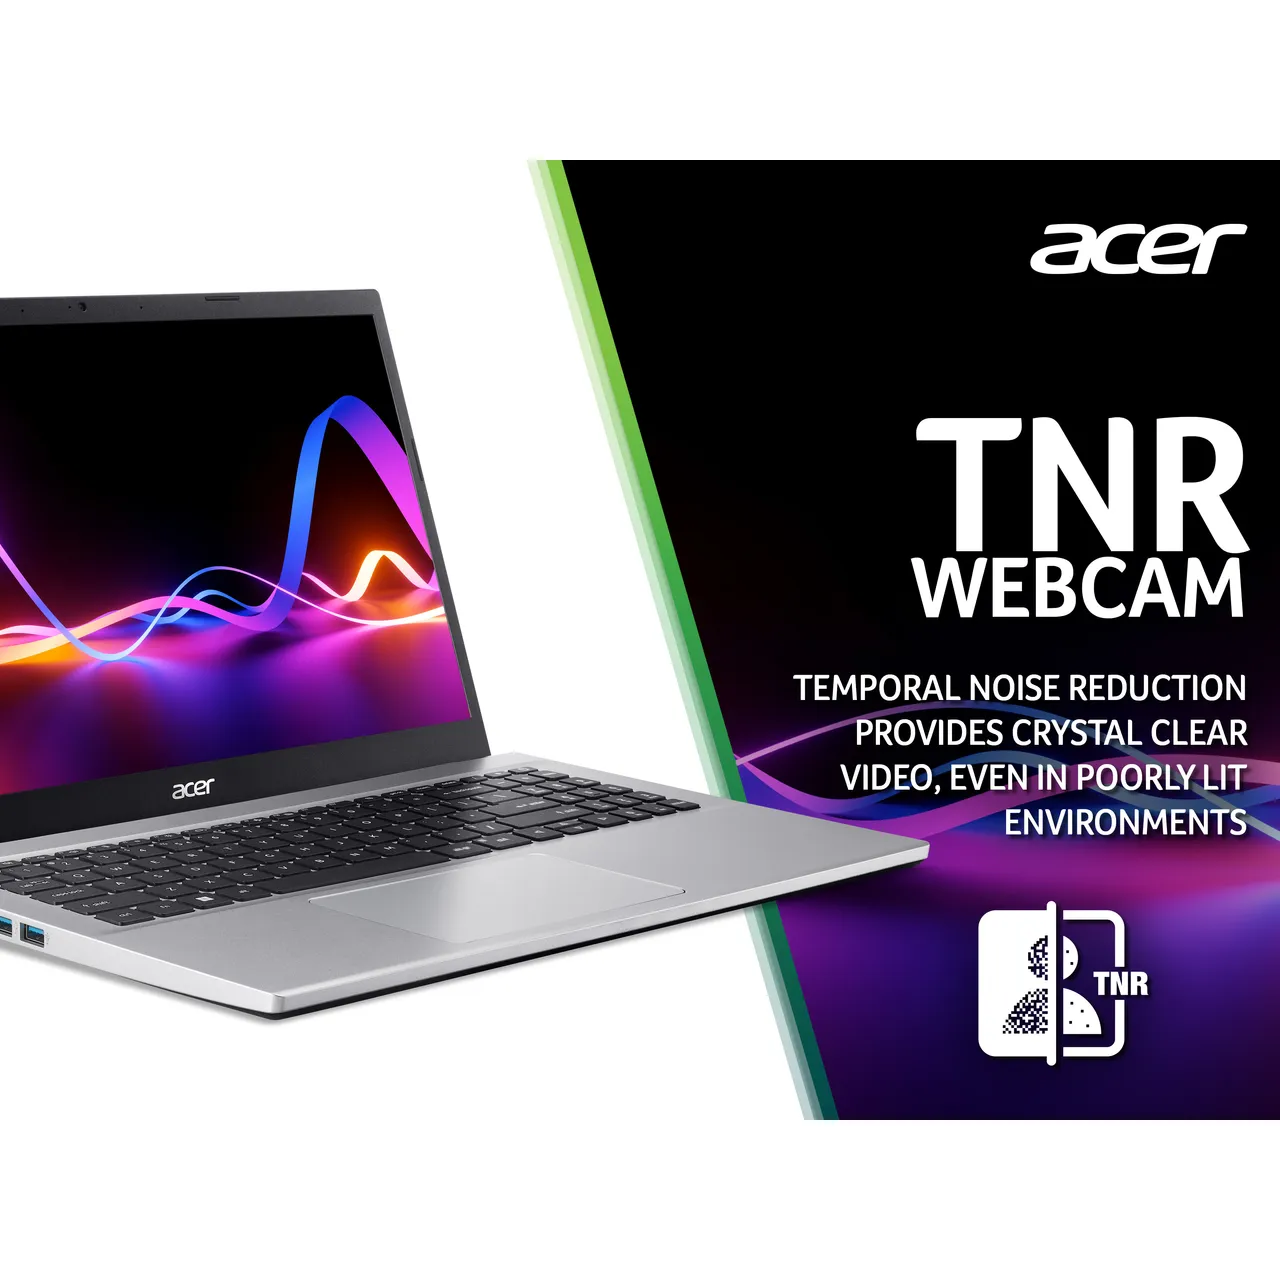 acer
TNR
WEBCAM
TEMPORAL NOISE REDUCTION
PROVIDES CRYSTAL CLEAR
VIDEO, EVEN IN POORLY LIT
ENVIRONMENTS
TNR
acer